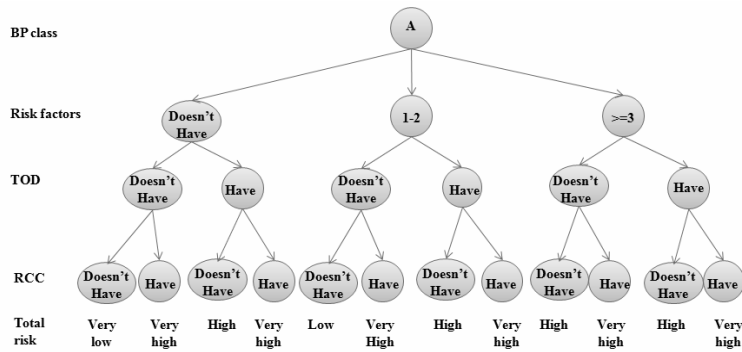 BP class
A
Risk factors
Doesn't
Have
1-2
>=3
TOD
Doesn't
Have
Have
Doesn't
Have
Have
Doesn't
Have
Have
RCC
Doesn't
Have
Have
Doesn't
Have
Have
Doesn't
Have
Have
Doesn't
Have
Have
Doesn't
Have
Have
Doesn't
Have
Have
Total
risk
Very
low
Very
high
High
Very
high
Low
Very
High
High
Very
high
High
Very
high
High
Very
high